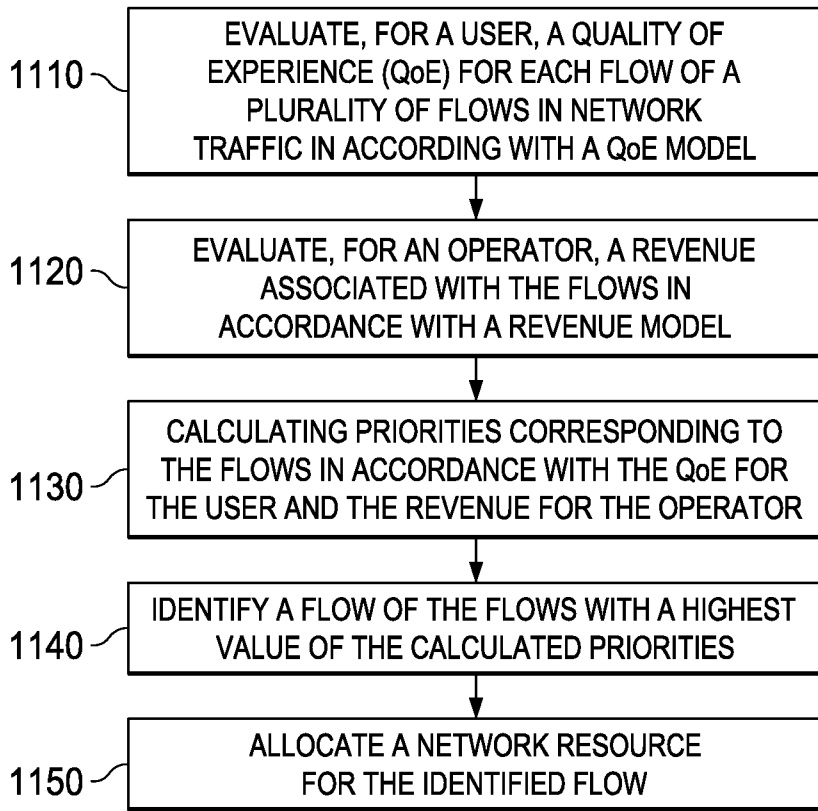 1110
EVALUATE, FOR A USER, A QUALITY OF
EXPERIENCE (QoE) FOR EACH FLOW OF A
PLURALITY OF FLOWS IN NETWORK
TRAFFIC IN ACCORDING WITH A QoE MODEL
1120
EVALUATE, FOR AN OPERATOR, A REVENUE
ASSOCIATED WITH THE FLOWS IN
ACCORDANCE WITH A REVENUE MODEL
1130
CALCULATING PRIORITIES CORRESPONDING TO
THE FLOWS IN ACCORDANCE WITH THE QoE FOR
THE USER AND THE REVENUE FOR THE OPERATOR
1140
IDENTIFY A FLOW OF THE FLOWS WITH A HIGHEST
VALUE OF THE CALCULATED PRIORITIES
1150
ALLOCATE A NETWORK RESOURCE
FOR THE IDENTIFIED FLOW